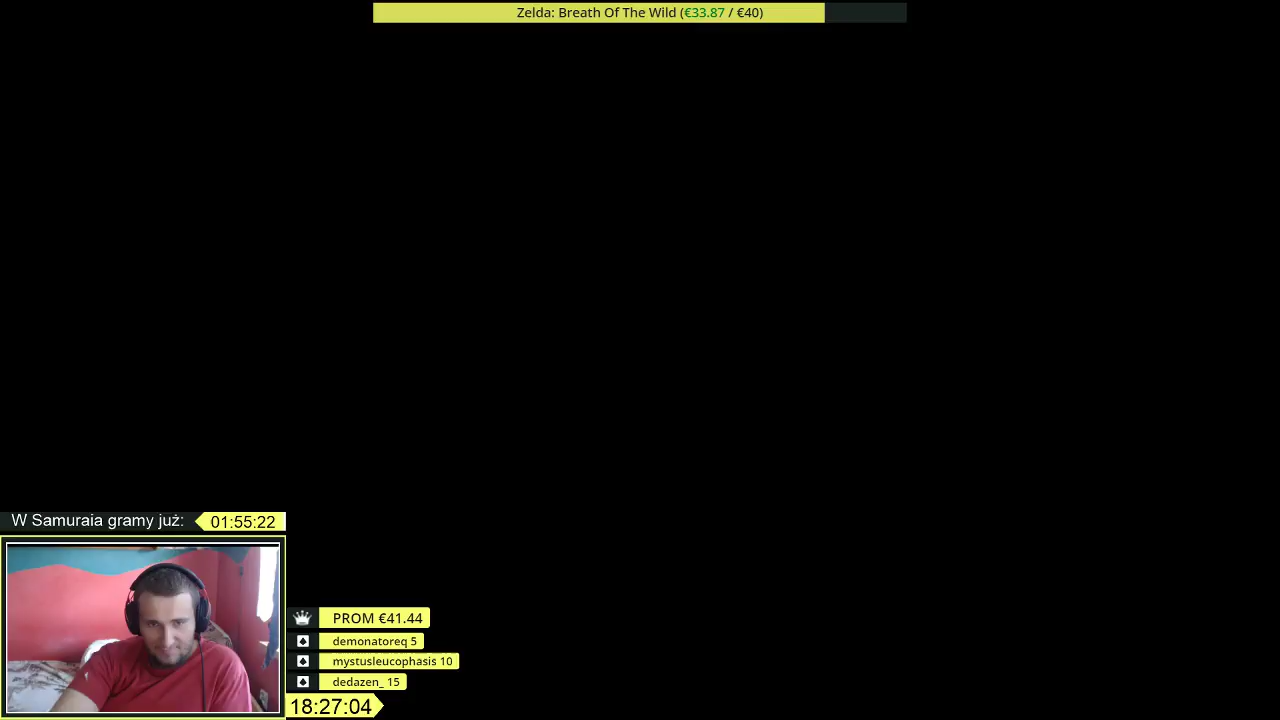 Zelda: Breath Of The Wild (€33.87 / €40)
W Samuraia gramy już: 01:55:22
PROM €41.44
demonatoreq 5
mystusleucophasis 10
dedazen_ 15
18:27:04